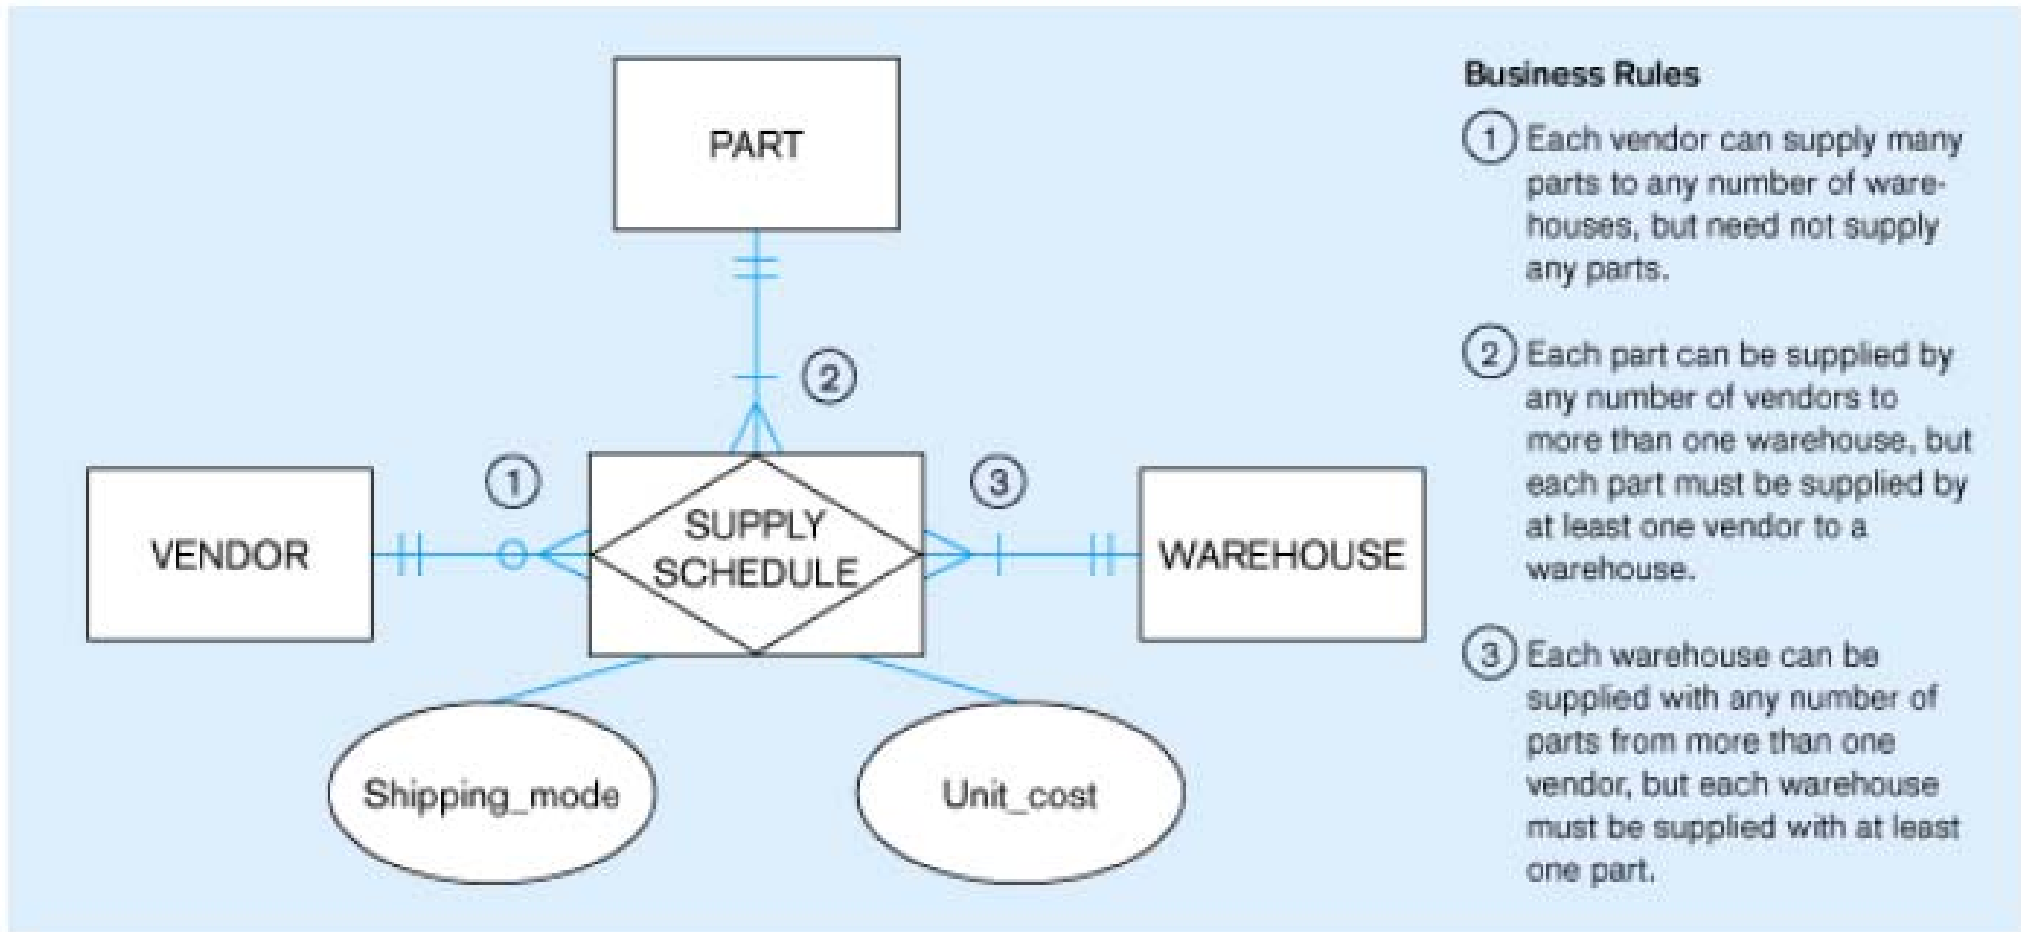 PART
2
1
3
VENDOR
SUPPLY
SCHEDULE
WAREHOUSE
Shipping_mode
Unit_cost
Business Rules
1 Each vendor can supply many
parts to any number of ware-
houses, but need not supply
any parts.
2 Each part can be supplied by
any number of vendors to
more than one warehouse, but
each part must be supplied by
at least one vendor to a
warehouse.
3 Each warehouse can be
supplied with any number of
parts from more than one
vendor, but each warehouse
must be supplied with at least
one part.